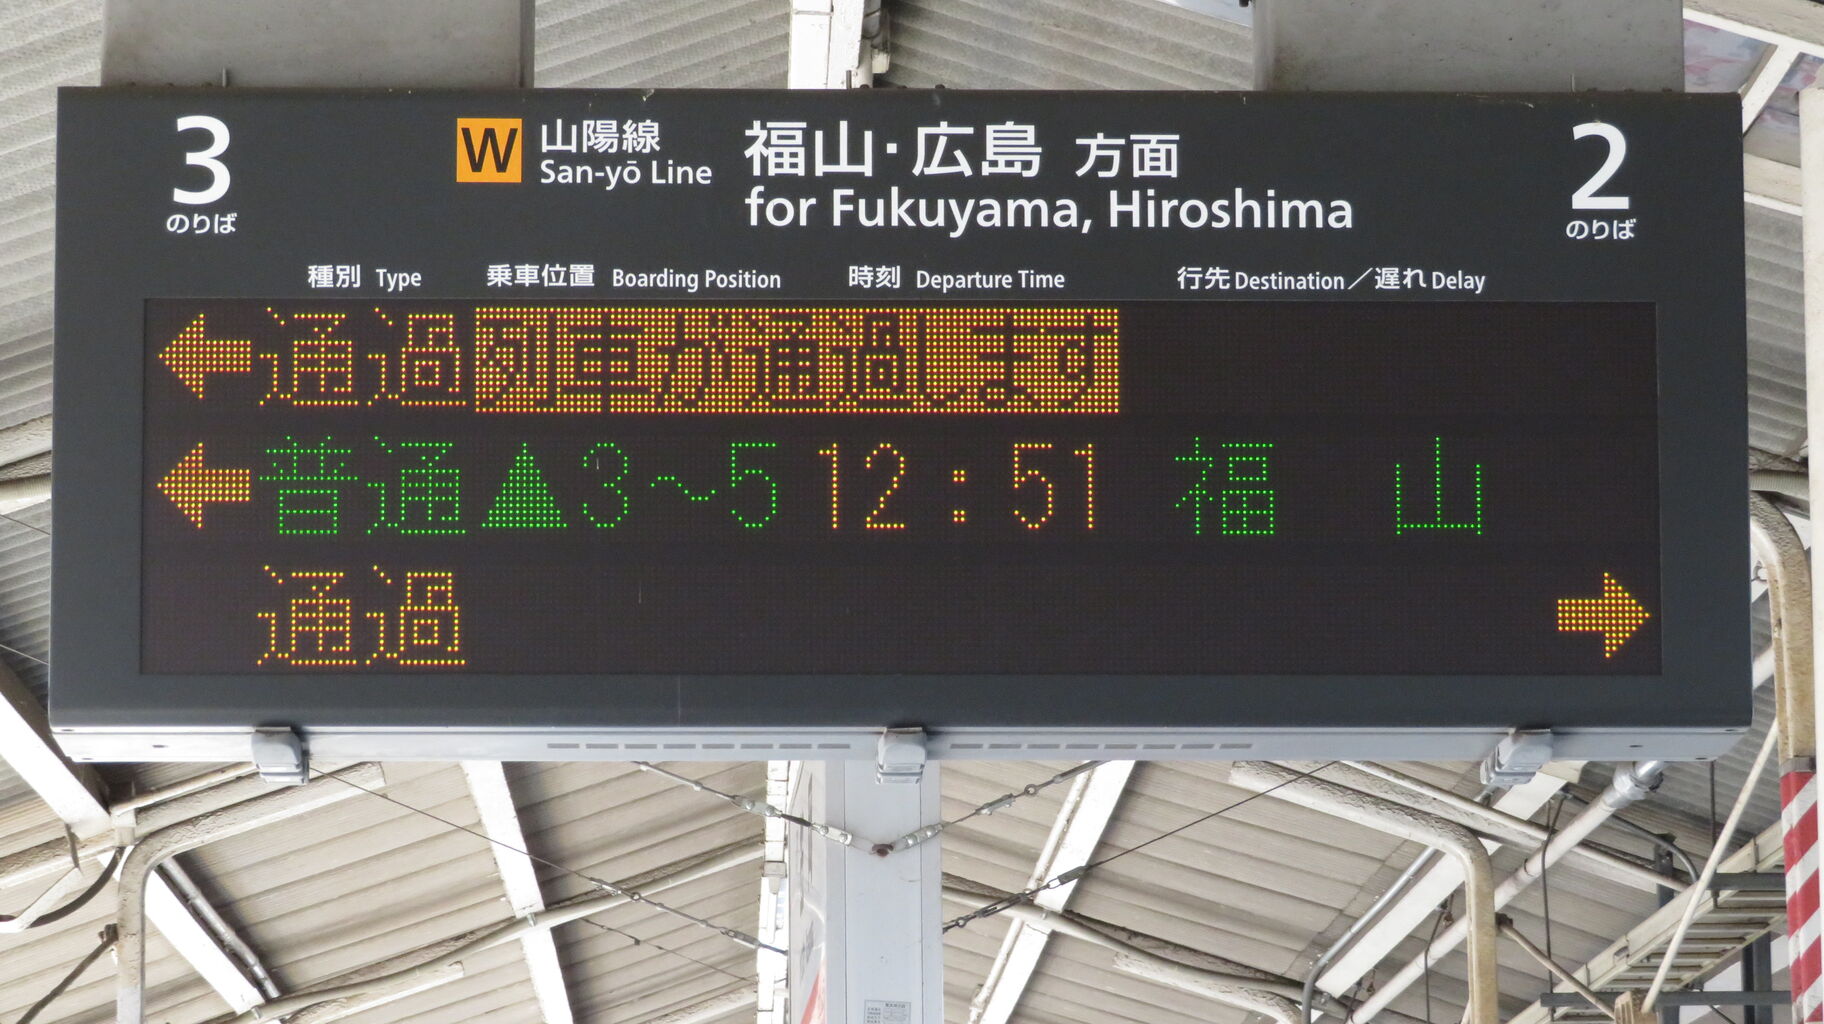 3
のりば
W 山陽線
San-yō Line
福山・広島 方面
for Fukuyama, Hiroshima
2
のりば
種別 Type 乗車位置 Boarding Position 時刻 Departure Time 行先 Destination／遅れ Delay
← 通過 列車が通過します
← 普通 ▲3～5 12:51 福 山
通過 →